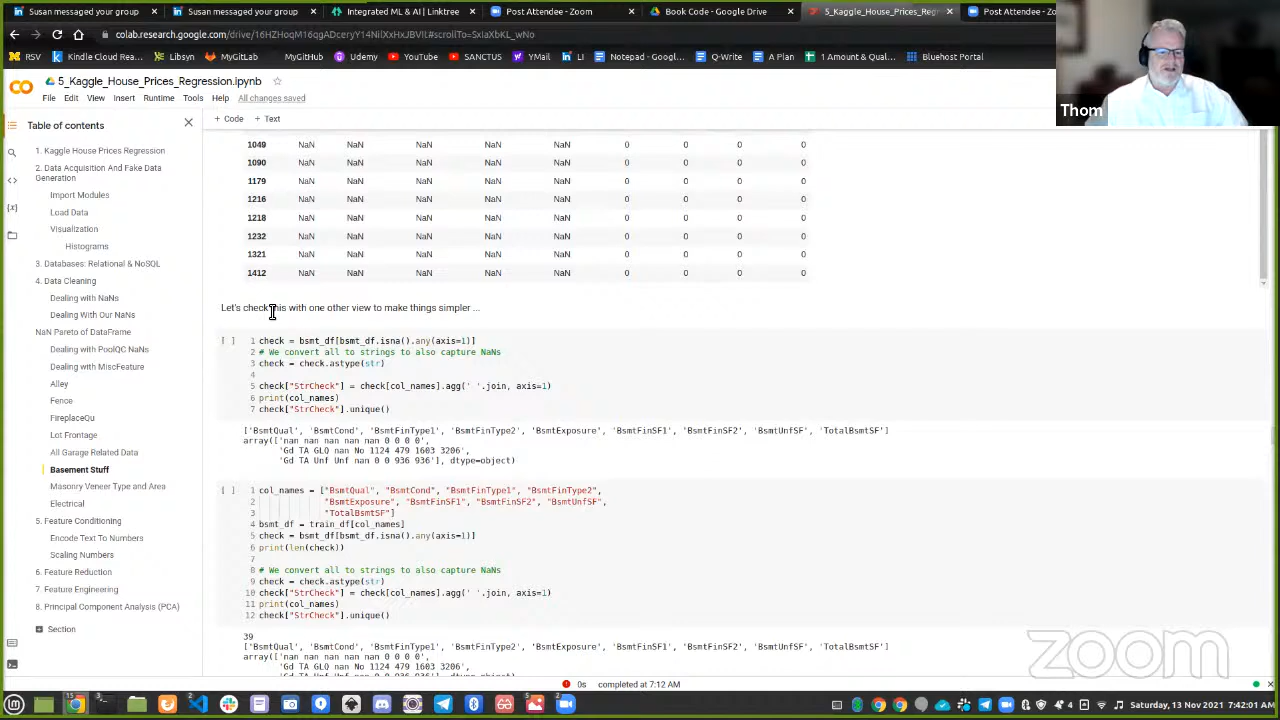 Susan messaged your group
Susan messaged your group
Integrated ML & AI | Linktree
Post Attendee - Zoom
Book Code - Google Drive
5_Kaggle_House_Prices_Regr
Post Attendee - Zo
colab.research.google.com/drive/
RSV
Kindle Cloud Reade...
Libsyn
GitLabMy
MyGitHub
Udemy
YouTube
SANCTUS
YMail
LI
Notepad - Googl...
Q-Write
A Plan
1 Amount & Qual...
Bluehost Portal
5_Kaggle_House_Prices_Regression.ipynb
File Edit View Insert Runtime Tools Help All changes saved
Thom
Table of contents
+ Code + Text
1. Kaggle House Prices Regression
2. Data Acquisition And Fake Data
Generation
Import Modules
Load Data
Visualization
Histograms
3. Databases: Relational & NoSQL
4. Data Cleaning
Dealing with NaNs
Dealing With Our NaNs
NaN Pareto of DataFrame
Dealing with PoolQC NaNs
Dealing with MiscFeature
Alley
Fence
FireplaceQu
Lot Frontage
All Garage Related Data
Basement Stuff
Masonry Veneer Type and Area
Electrical
5. Feature Conditioning
Encode Text To Numbers
Scaling Numbers
6. Feature Reduction
7. Feature Engineering
8. Principal Component Analysis (PCA)
Section
1049 NaN NaN NaN NaN NaN 0 0 0 0
1090 NaN NaN NaN NaN NaN 0 0 0 0
1179 NaN NaN NaN NaN NaN 0 0 0 0
1216 NaN NaN NaN NaN NaN 0 0 0 0
1218 NaN NaN NaN NaN NaN 0 0 0 0
1232 NaN NaN NaN NaN NaN 0 0 0 0
1321 NaN NaN NaN NaN NaN 0 0 0 0
1412 NaN NaN NaN NaN NaN 0 0 0 0
Let's check this with one other view to make things simpler ...
[ ] 1 check = bsmt_df[bsmt_df.isna().any(axis=1)]
2 # We convert all to strings to also capture NaNs
3 check = check.astype(str)
4
5 check["StrCheck"] = check[col_names].agg(' '.join, axis=1)
6 print(col_names)
7 check["StrCheck"].unique()
['BsmtQual', 'BsmtCond', 'BsmtFinType1', 'BsmtFinType2', 'BsmtExposure', 'BsmtFinSF1', 'BsmtFinSF2', 'BsmtUnfSF', 'TotalBsmtSF']
array(['nan nan nan nan nan 0 0 0 0',
'Gd TA GLQ nan No 1124 479 1603 3206',
'Gd TA Unf Unf nan 0 0 936 936'], dtype=object)
[ ] 1 col_names = ["BsmtQual", "BsmtCond", "BsmtFinType1", "BsmtFinType2",
2 "BsmtExposure", "BsmtFinSF1", "BsmtFinSF2", "BsmtUnfSF",
3 "TotalBsmtSF"]
4 bsmt_df = train_df[col_names]
5 check = bsmt_df[bsmt_df.isna().any(axis=1)]
6 print(len(check))
7
8 # We convert all to strings to also capture NaNs
9 check = check.astype(str)
10 check["StrCheck"] = check[col_names].agg(' '.join, axis=1)
11 print(col_names)
12 check["StrCheck"].unique()
39
['BsmtQual', 'BsmtCond', 'BsmtFinType1', 'BsmtFinType2', 'BsmtExposure', 'BsmtFinSF1', 'BsmtFinSF2', 'BsmtUnfSF', 'TotalBsmtSF']
array(['nan nan nan nan nan 0 0 0 0',
'Gd TA GLQ nan No 1124 479 1603 3206',
zoom
0s completed at 7:12 AM
Saturday, 13 Nov 2021, 7:42:01 AM